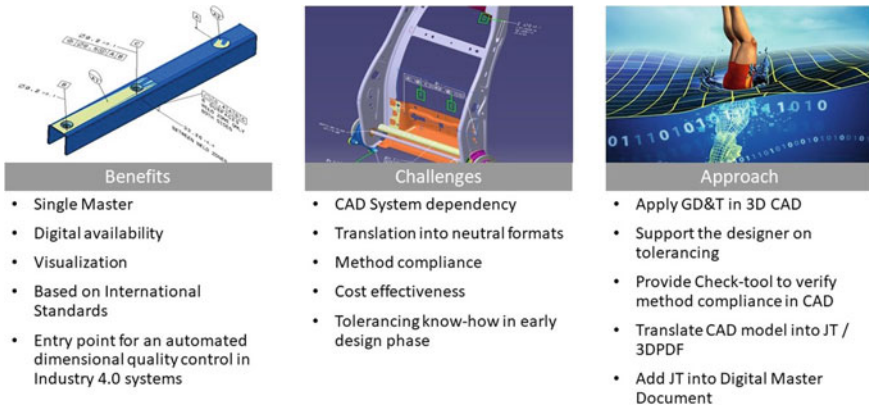 Benefits
• Single Master
• Digital availability
• Visualization
• Based on International
Standards
• Entry point for an automated
dimensional quality control in
Industry 4.0 systems
Challenges
• CAD System dependency
• Translation into neutral formats
• Method compliance
• Cost effectiveness
• Tolerancing know-how in early
design phase
Approach
• Apply GD&T in 3D CAD
• Support the designer on
tolerancing
• Provide Check-tool to verify
method compliance in CAD
• Translate CAD model into JT /
3DPDF
• Add JT into Digital Master
Document